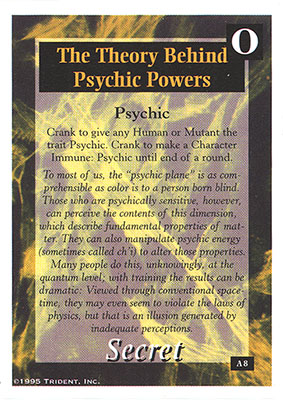 The Theory Behind
Psychic Powers
O
Psychic
Crank to give any Human or Mutant the
trait Psychic. Crank to make a Character
Immune: Psychic until end of a round.
To most of us, the "psychic plane" is as com-
prehensible as color is to a person born blind.
Those who are psychically sensitive, however,
can perceive the contents of this dimension,
which describe fundamental properties of mat-
ter. They can also manipulate psychic energy
(sometimes called ch'i) to alter those properties.
Many people do this, unknowingly, at the
quantum level; with training the results can be
dramatic: Viewed through conventional space-
time, they may even seem to violate the laws of
physics, but that is an illusion generated by
inadequate perceptions.
Secret
A8
©1995 TRIDENT, INC.